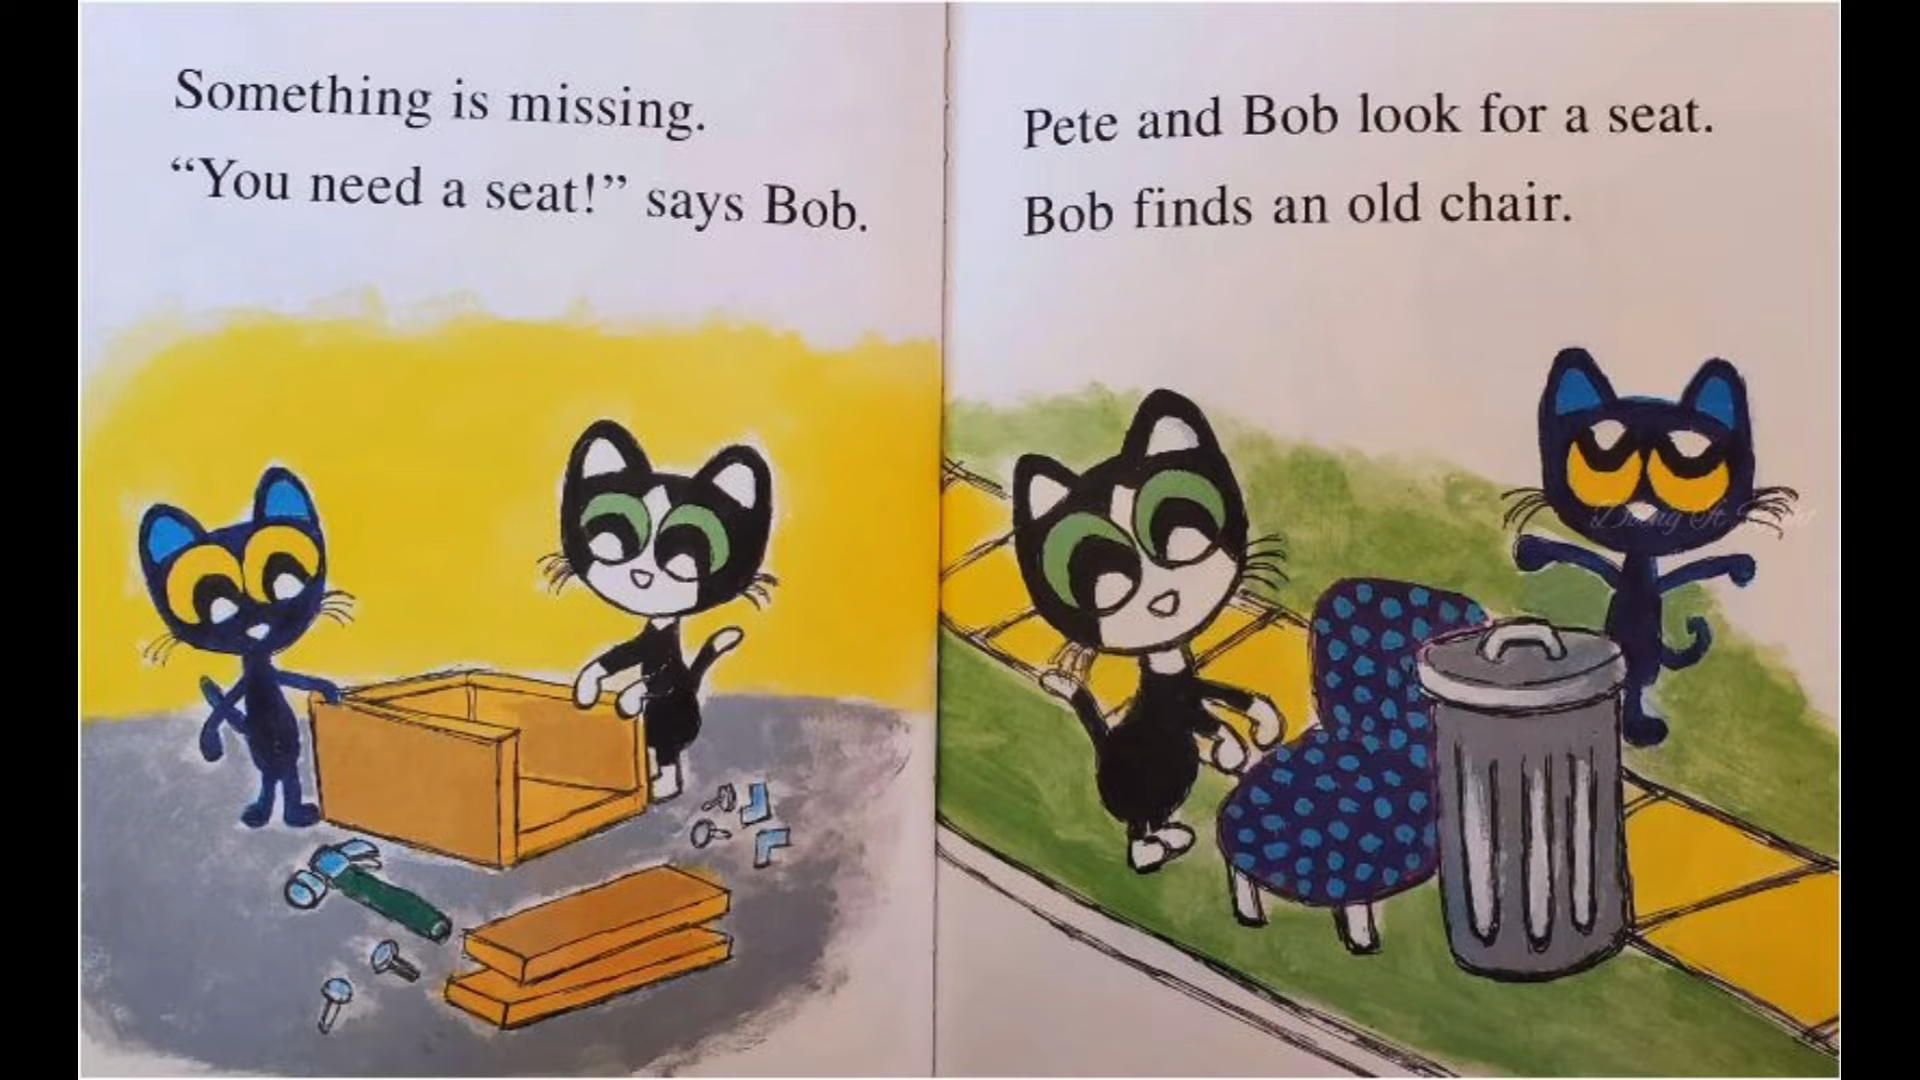 Something is missing.
“You need a seat!” says Bob.
Pete and Bob look for a seat.
Bob finds an old chair.